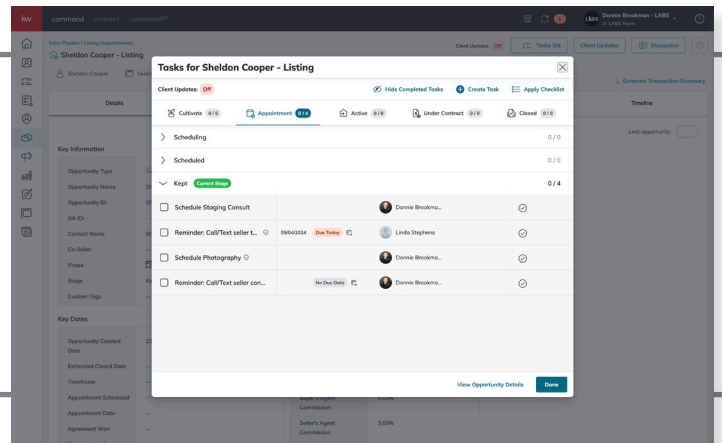 kw command connect command MC
Donnie Brookman - LABS
LABS Team
Sales Pipeline / Listing (Appointments)
Sheldon Cooper - Listing
Client Updates: Off Tasks 0/4 Client Updates Discussion
Sheldon Cooper
Generate Transaction Summary
Details Timeline
Last opportunity
Key Information
Opportunity Type
Opportunity Name
Opportunity ID:
DA ID:
Contact Name
Co-Seller
Phase
Stage
Custom Tags
Key Dates
Opportunity Created Date
Estimated Closed Date
Timeframe
Appointment Scheduled
Appointment Date
Agreement Won
Buyer's Agent Commission 0.00%
Seller's Agent Commission 3.00%
Tasks for Sheldon Cooper - Listing
Client Updates: Off Hide Completed Tasks Create Task Apply Checklist
Cultivate 0/0 Appointment 0/4 Active 0/0 Under Contract 0/0 Closed 0/0
Scheduling 0 / 0
Scheduled 0 / 0
Kept Current Stage 0 / 4
Schedule Staging Consult Donnie Brookma...
Reminder: Call/Text seller t... 09/04/2024 Due Today Linda Stephens
Schedule Photography Donnie Brookma...
Reminder: Call/Text seller con... No Due Date Donnie Brookma...
View Opportunity Details Done